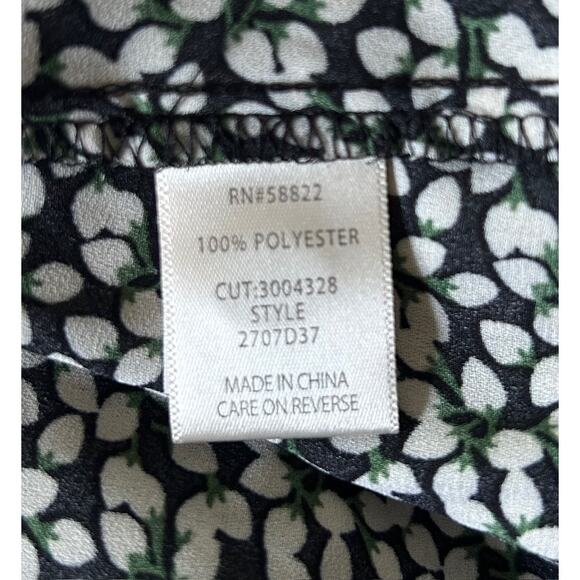 RN#58822
100% POLYESTER
CUT:3004328
STYLE
2707D37
MADE IN CHINA
CARE ON REVERSE